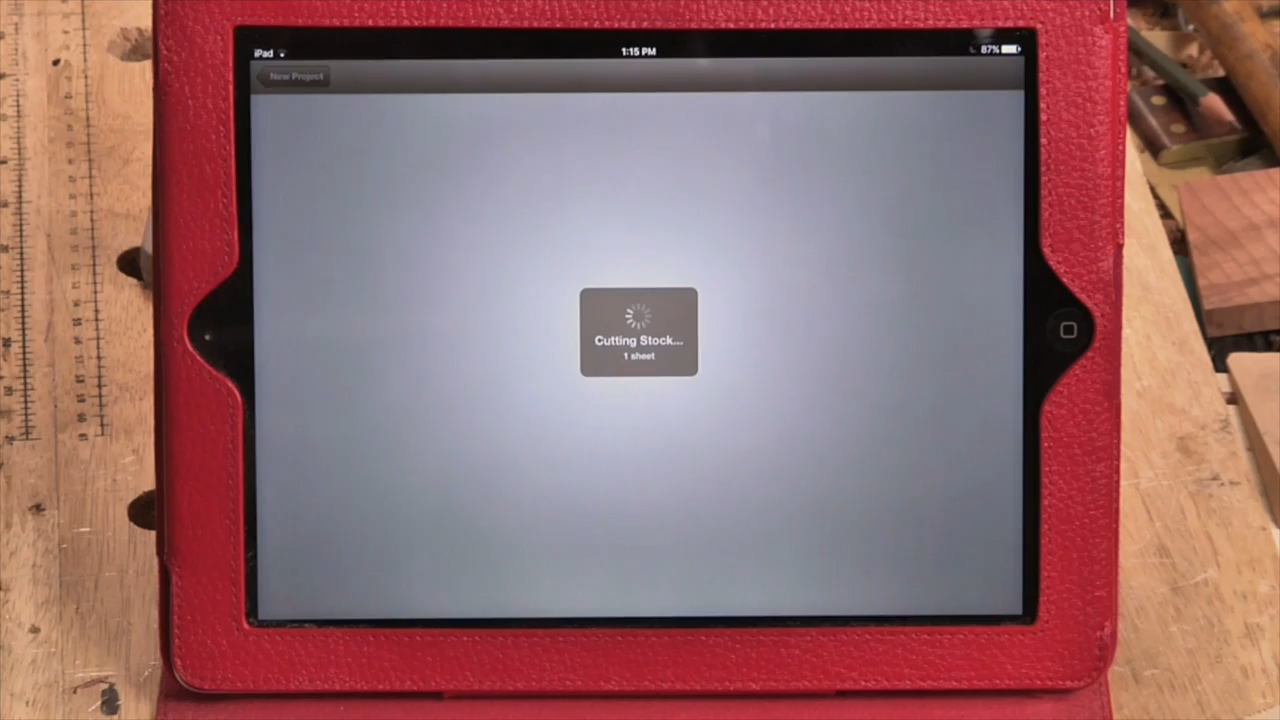 iPad
1:15 PM
87%
New Project
Cutting Stock...
1 sheet